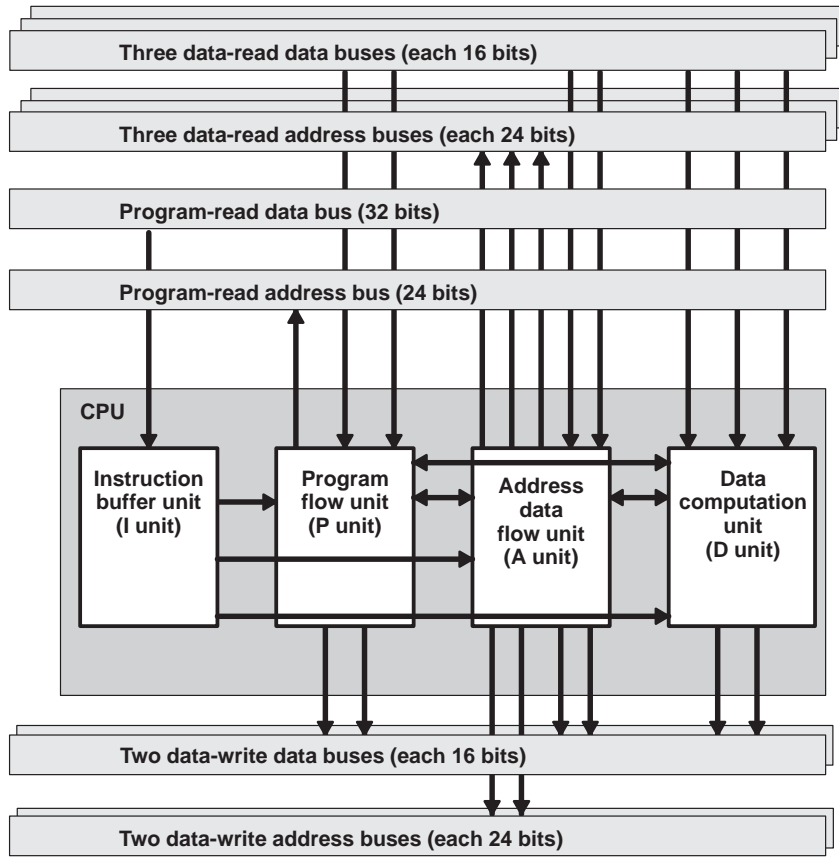 Three data-read data buses (each 16 bits)
Three data-read address buses (each 24 bits)
Program-read data bus (32 bits)
Program-read address bus (24 bits)
CPU
Instruction
buffer unit
(I unit)
Program
flow unit
(P unit)
Address
data
flow unit
(A unit)
Data
computation
unit
(D unit)
Two data-write data buses (each 16 bits)
Two data-write address buses (each 24 bits)